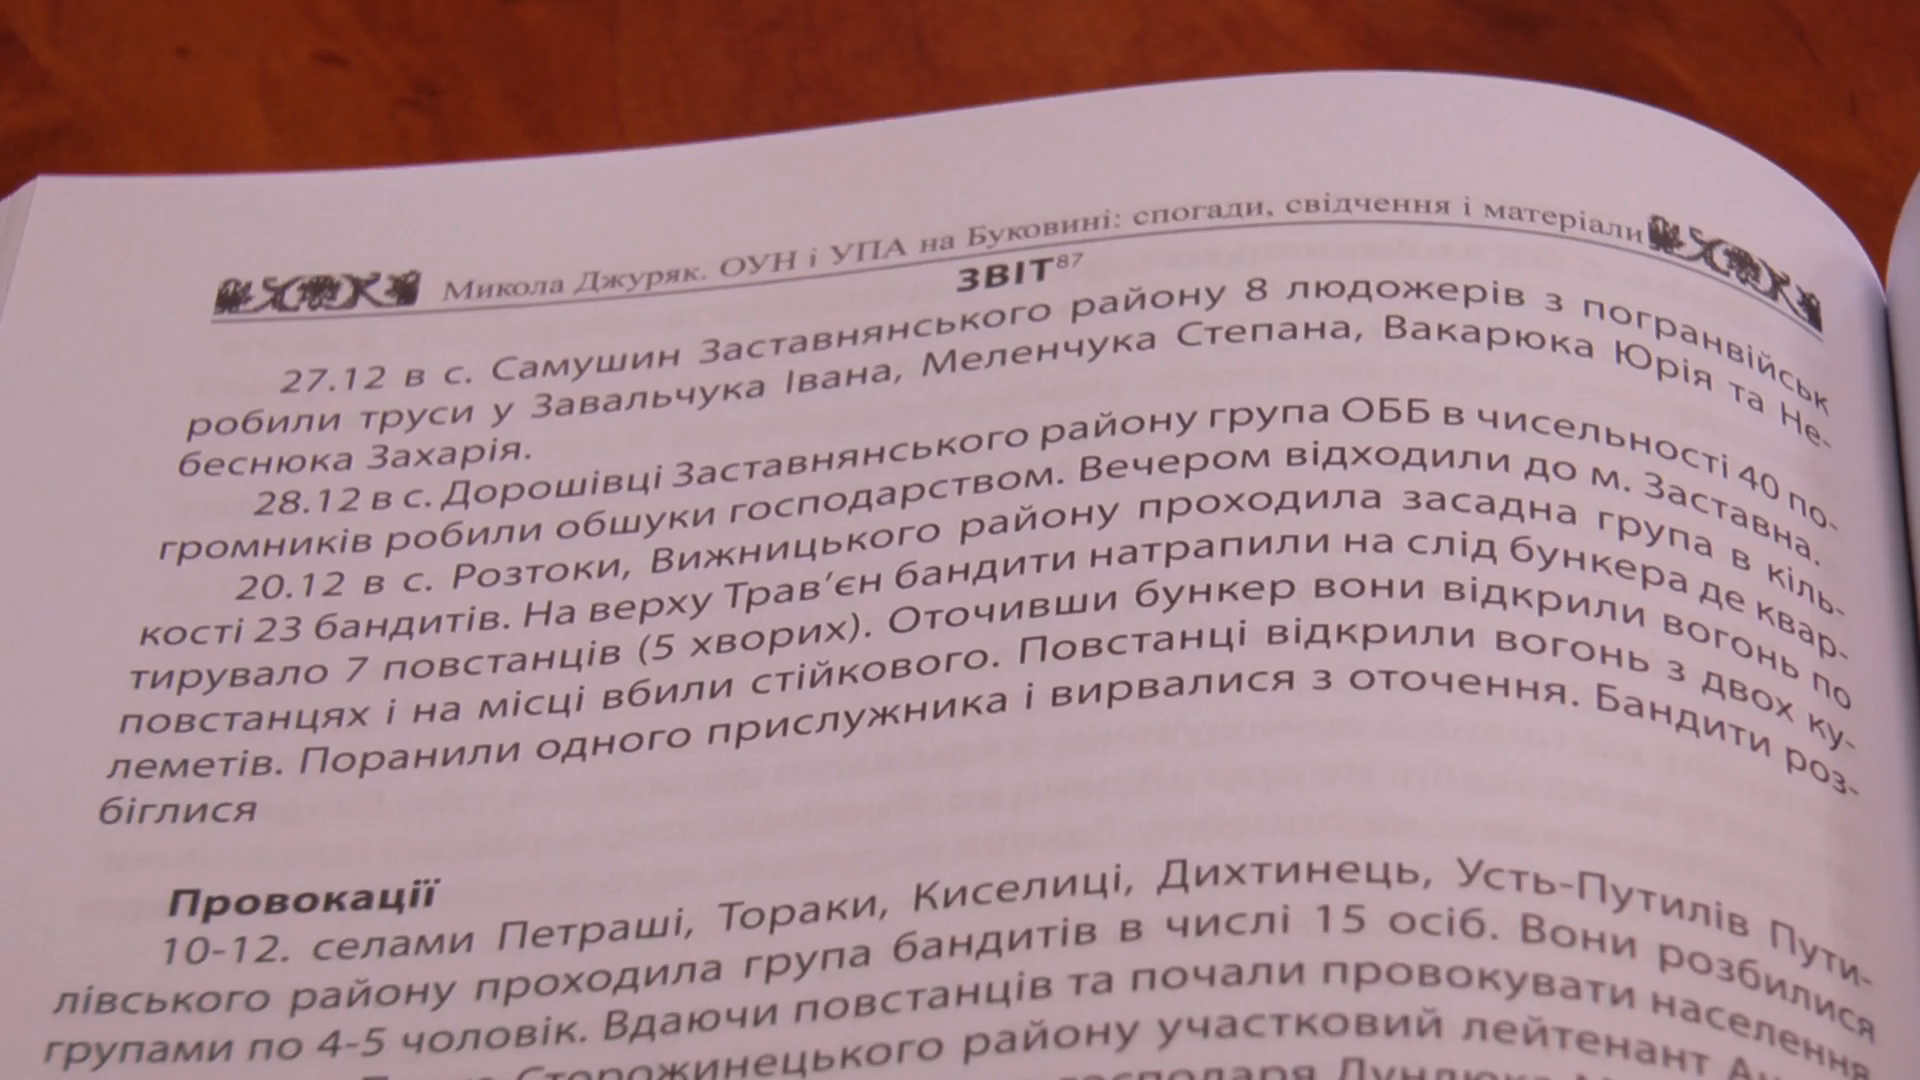 Микола Джуряк. ОУН і УПА на Буковині: спогади, свідчення і матеріали
ЗВІТ87
27.12 в с. Самушин Заставнянського району 8 людожерів з погранвійськ
робили труси у Завальчука Івана, Меленчука Степана, Вакарюка Юрія та Не-
беснюка Захарія.
28.12 в с. Дорошівці Заставнянського району група ОББ в чисельності 40 по-
громників робили обшуки господарством. Вечером відходили до м. Заставна.
20.12 в с. Розтоки, Вижницького району проходила засадна група в кіль-
кості 23 бандитів. На верху Трав’єн бандити натрапили на слід бункера де квар-
тирувало 7 повстанців (5 хворих). Оточивши бункер вони відкрили вогонь по
повстанцях і на місці вбили стійкового. Повстанці відкрили вогонь з двох ку-
леметів. Поранили одного прислужника і вирвалися з оточення. Бандити роз-
біглися
Провокації
10-12. селами Петраші, Тораки, Киселиці, Дихтинець, Усть-Путилів Пути-
лівського району проходила група бандитів в числі 15 осіб. Вони розбилися
групами по 4-5 чоловік. Вдаючи повстанців та почали провокувати населення
Сторожинецького району участковий лейтенант
господаря